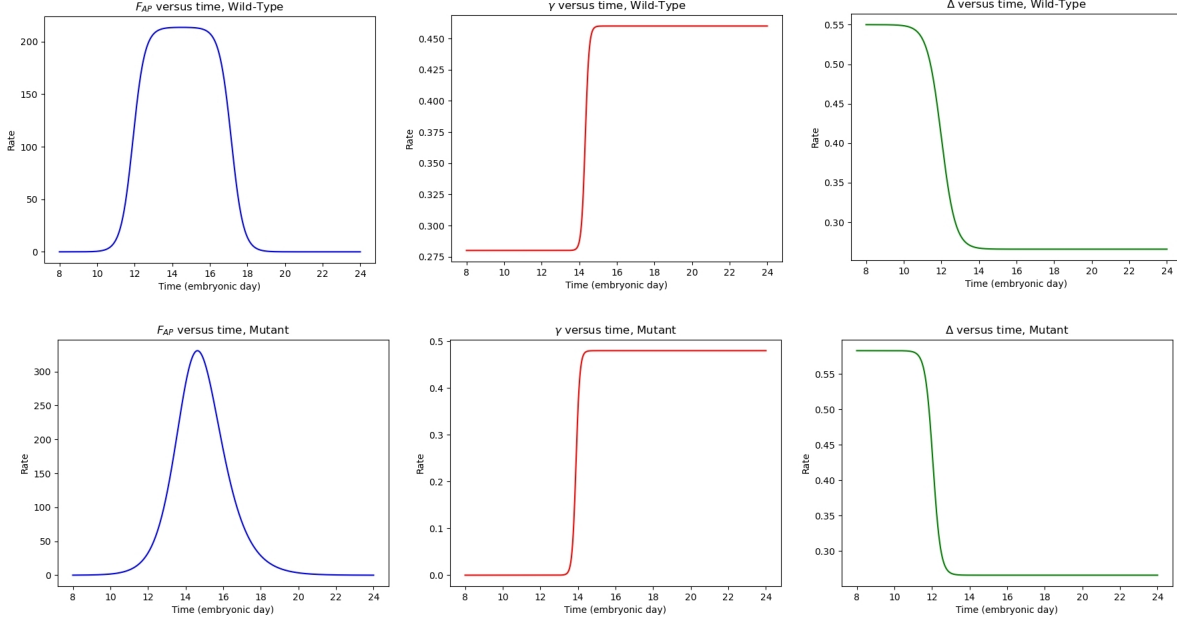 F_AP versus time, Wild-Type
Rate
200
150
100
50
0
8 10 12 14 16 18 20 22 24
Time (embryonic day)
γ versus time, Wild-Type
Rate
0.450
0.425
0.400
0.375
0.350
0.325
0.300
0.275
8 10 12 14 16 18 20 22 24
Time (embryonic day)
Δ versus time, Wild-Type
Rate
0.55
0.50
0.45
0.40
0.35
0.30
8 10 12 14 16 18 20 22 24
Time (embryonic day)
F_AP versus time, Mutant
Rate
300
250
200
150
100
50
0
8 10 12 14 16 18 20 22 24
Time (embryonic day)
γ versus time, Mutant
Rate
0.5
0.4
0.3
0.2
0.1
0.0
8 10 12 14 16 18 20 22 24
Time (embryonic day)
Δ versus time, Mutant
Rate
0.55
0.50
0.45
0.40
0.35
0.30
8 10 12 14 16 18 20 22 24
Time (embryonic day)